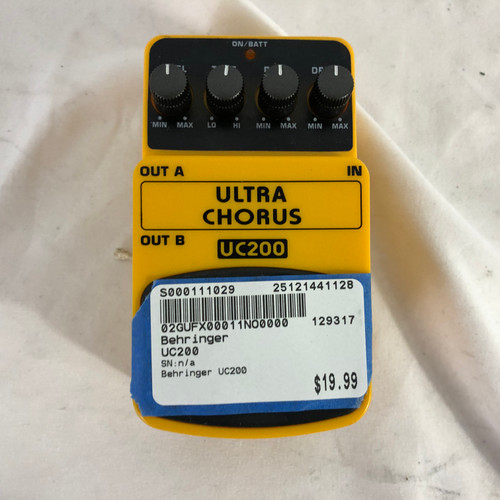 ON/BATT
MIN MAX LO HI MIN MAX MIN MAX
OUT A IN
ULTRA
CHORUS
OUT B
UC200
S000111029 25121441128
02GUFX00011NO0000 129317
Behringer
UC200
SN:n/a
Behringer UC200
$19.99